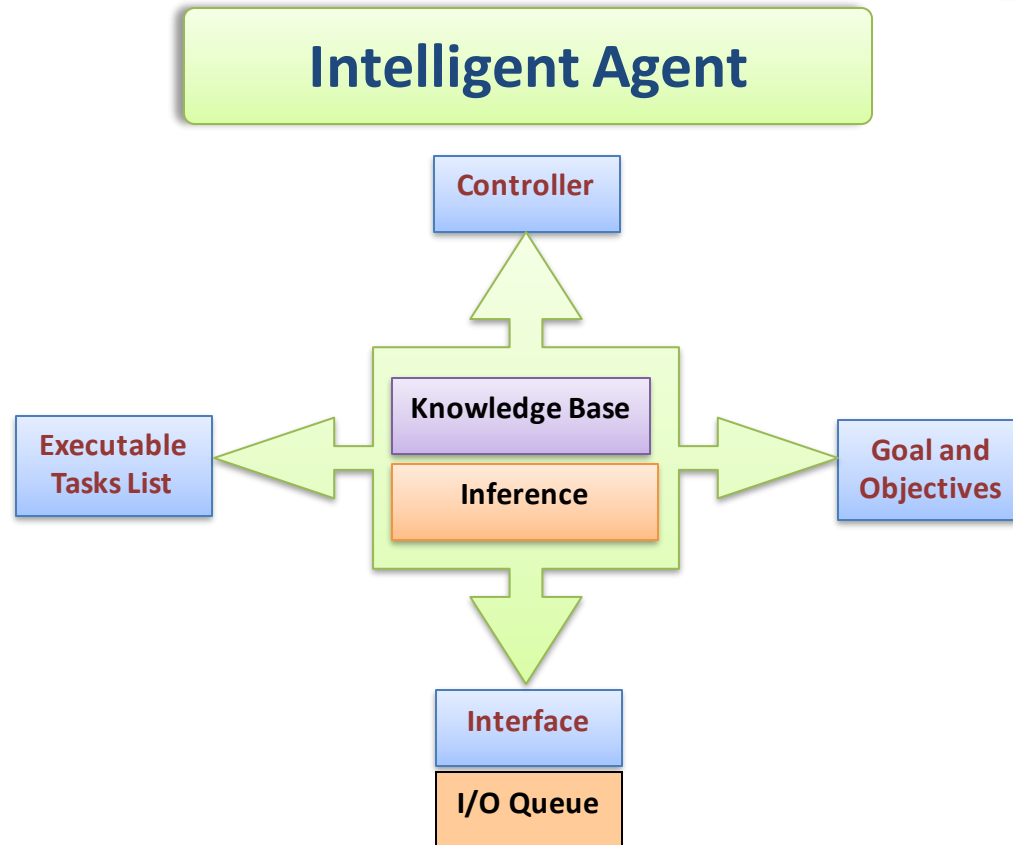 Intelligent Agent
Controller
Knowledge Base
Executable
Tasks List
Inference
Goal and
Objectives
Interface
I/O Queue